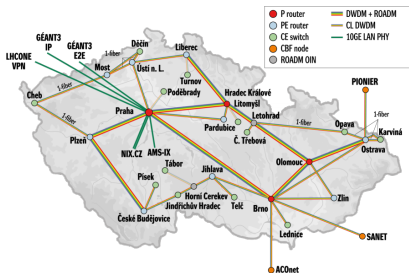 P router
PE router
CE switch
CBF node
ROADM OIN
DWDM + ROADM
CL DWDM
10GE LAN PHY
GÉANT3
IP
GÉANT3
E2E
LHCONE
VPN
Děčín
Most
1-fiber
Ústí n. L.
Liberec
Turnov
Cheb
1-fiber
Poděbrady
Praha
Hradec Králové
Litomyšl
Letohrad
Pardubice
Č. Třebová
1-fiber
Opava
PIONIER
1-fiber
Karviná
Ostrava
Plzeň
1-fiber
NIX.CZ
AMS-IX
Tábor
Písek
Jihlava
Olomouc
Horní Cerekev
České Budějovice
Jindřichův Hradec
Telč
Brno
Zlín
Lednice
SANET
ACOnet